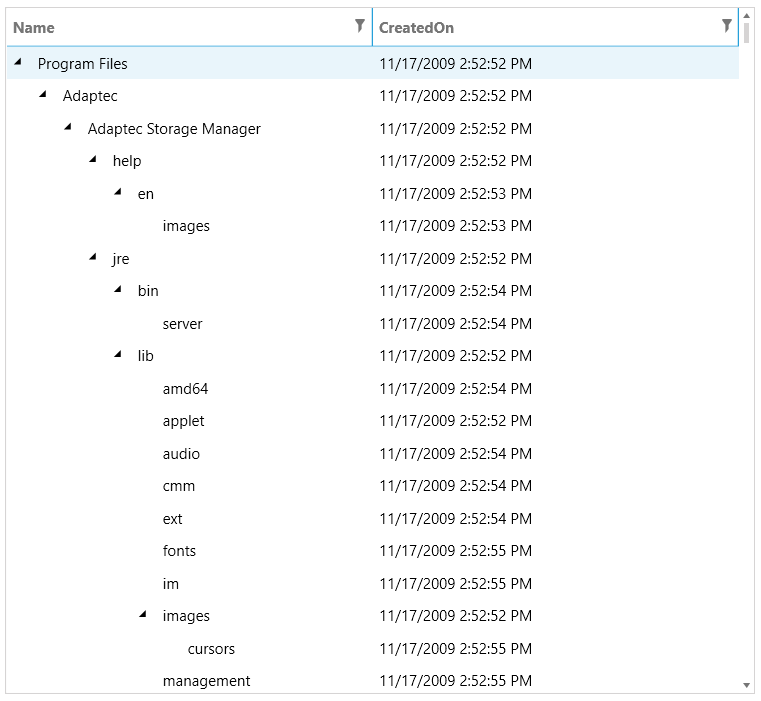 Name CreatedOn
Program Files 11/17/2009 2:52:52 PM
Adaptec 11/17/2009 2:52:52 PM
Adaptec Storage Manager 11/17/2009 2:52:52 PM
help 11/17/2009 2:52:52 PM
en 11/17/2009 2:52:53 PM
images 11/17/2009 2:52:53 PM
jre 11/17/2009 2:52:52 PM
bin 11/17/2009 2:52:54 PM
server 11/17/2009 2:52:54 PM
lib 11/17/2009 2:52:52 PM
amd64 11/17/2009 2:52:54 PM
applet 11/17/2009 2:52:52 PM
audio 11/17/2009 2:52:54 PM
cmm 11/17/2009 2:52:54 PM
ext 11/17/2009 2:52:54 PM
fonts 11/17/2009 2:52:55 PM
im 11/17/2009 2:52:55 PM
images 11/17/2009 2:52:52 PM
cursors 11/17/2009 2:52:55 PM
management 11/17/2009 2:52:55 PM